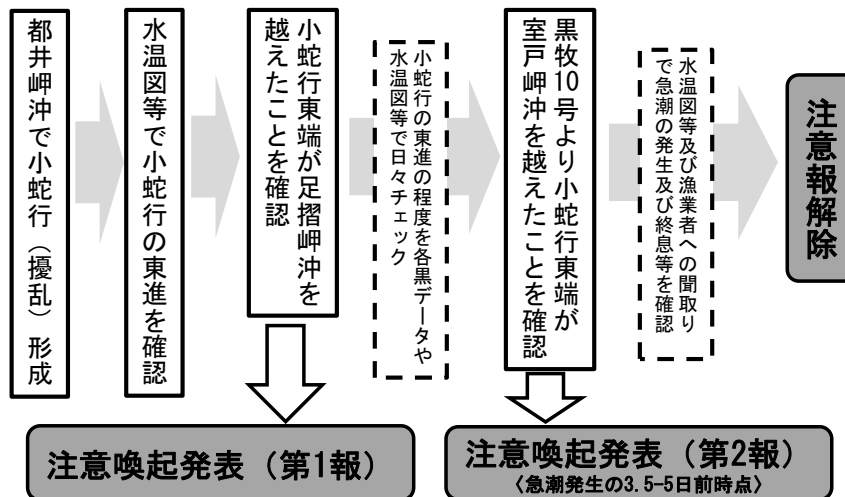 都井岬沖で小蛇行（擾乱）形成
水温図等で小蛇行の東進を確認
小蛇行東端が足摺岬沖を
越えたことを確認
小蛇行の東進の程度を各黒データや
水温図等で日々チェック
黒牧10号より小蛇行東端が
室戸岬沖を越えたことを確認
水温図等及び漁業者への聞取り
で急潮の発生及び終息等を確認
注意報解除
注意喚起発表（第1報）
注意喚起発表（第2報）
〈急潮発生の3.5-5日前時点〉